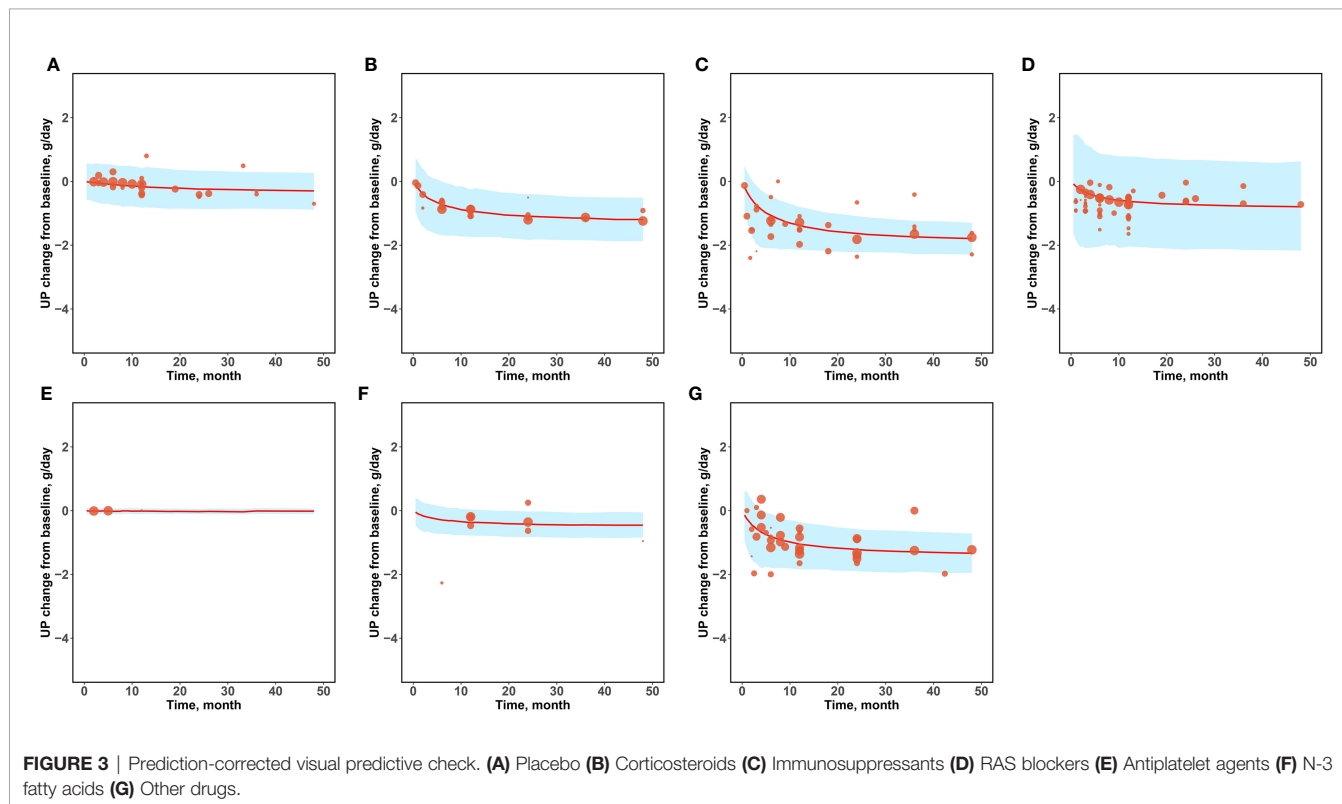 A
B
C
D
2
0
−2
−4
UP change from baseline, g/day
0 10 20 30 40 50
Time, month
2
0
−2
−4
UP change from baseline, g/day
0 10 20 30 40 50
Time, month
2
0
−2
−4
UP change from baseline, g/day
0 10 20 30 40 50
Time, month
2
0
−2
−4
UP change from baseline, g/day
0 10 20 30 40 50
Time, month
E
F
G
2
0
−2
−4
UP change from baseline, g/day
0 10 20 30 40 50
Time, month
2
0
−2
−4
UP change from baseline, g/day
0 10 20 30 40 50
Time, month
2
0
−2
−4
UP change from baseline, g/day
0 10 20 30 40 50
Time, month
FIGURE 3 | Prediction-corrected visual predictive check. (A) Placebo (B) Corticosteroids (C) Immunosuppressants (D) RAS blockers (E) Antiplatelet agents (F) N-3
fatty acids (G) Other drugs.